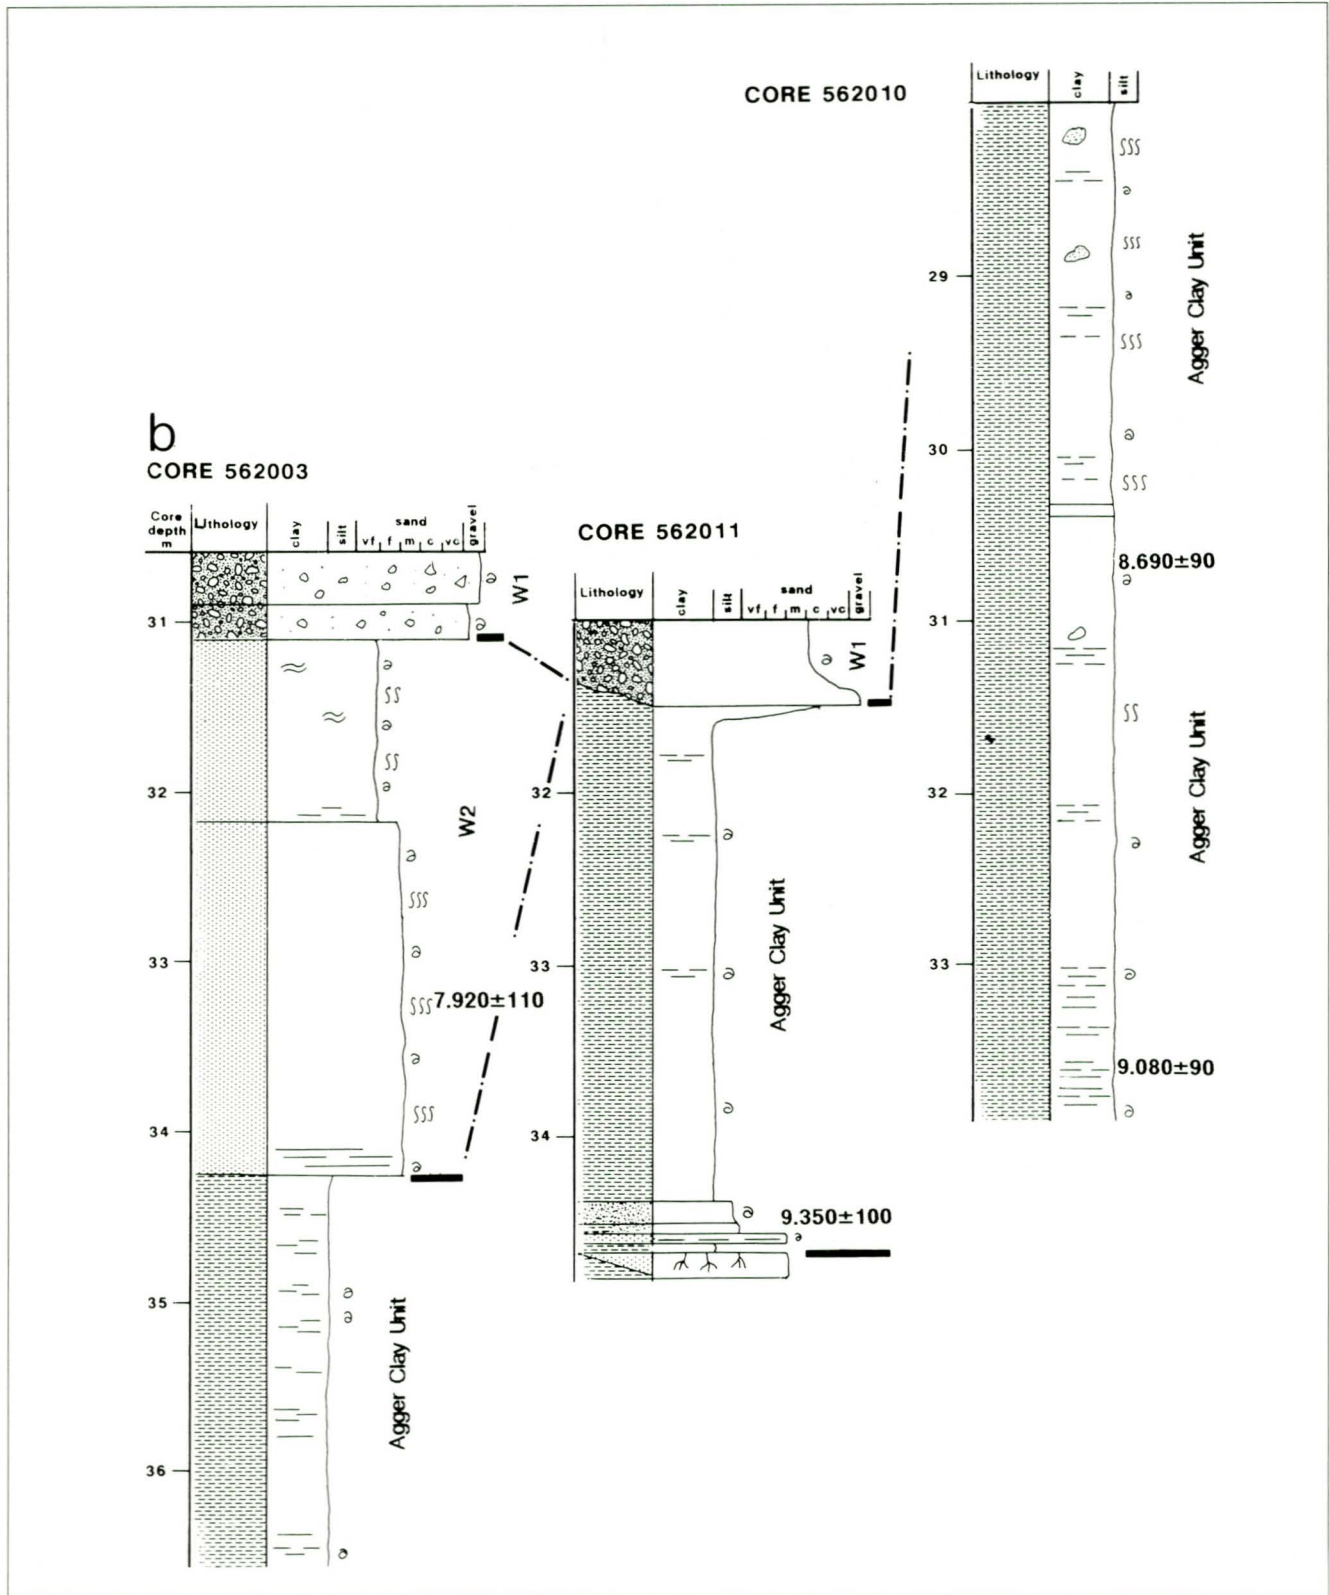 b
CORE 562003
Core depth m
Lithology
clay
silt
sand
vf f m c vc
gravel
31
32
33
34
35
36
W1
W2
7.920±110
Agger Clay Unit
CORE 562011
Lithology
clay
silt
sand
vf f m c vc
gravel
32
33
34
W1
Agger Clay Unit
9.350±100
CORE 562010
Lithology
clay
silt
29
30
31
32
33
Agger Clay Unit
8.690±90
Agger Clay Unit
9.080±90